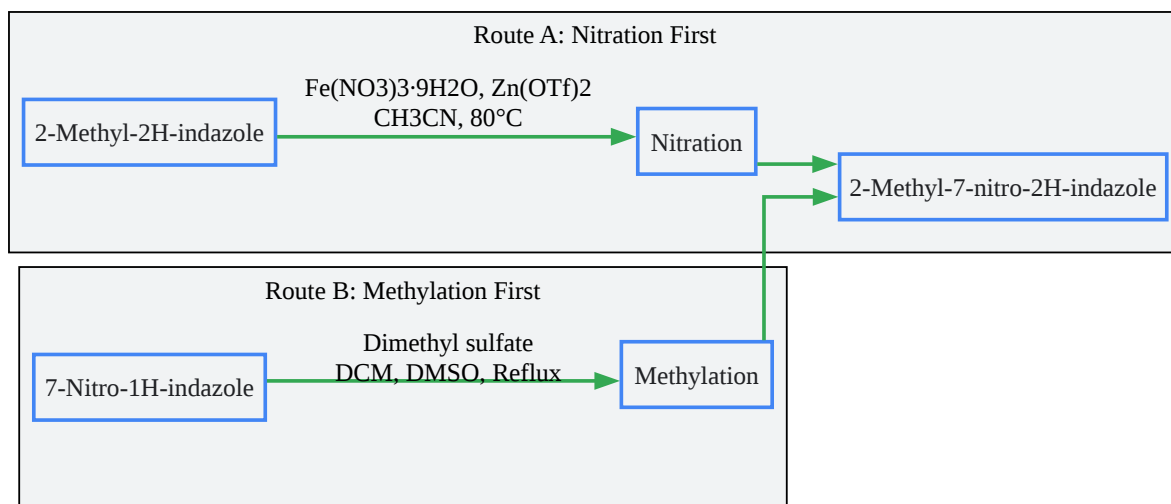 Route A: Nitration First
Fe(NO3)3·9H2O, Zn(OTf)2
CH3CN, 80°C
2-Methyl-2H-indazole
Nitration
2-Methyl-7-nitro-2H-indazole
Route B: Methylation First
Dimethyl sulfate
DCM, DMSO, Reflux
7-Nitro-1H-indazole
Methylation